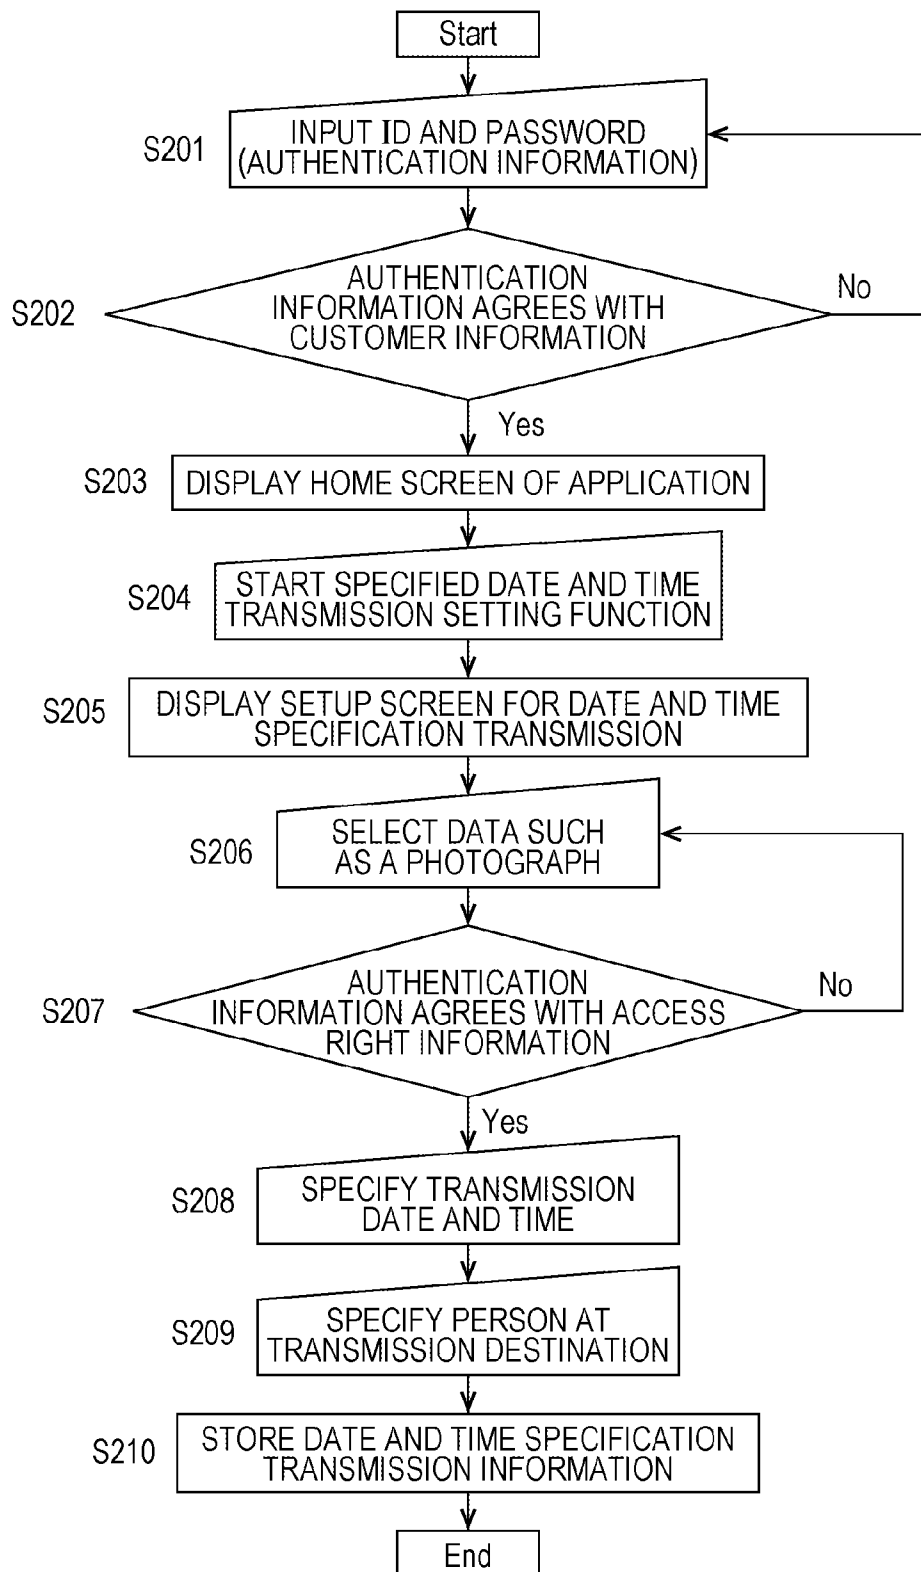 Start
S201
INPUT ID AND PASSWORD
(AUTHENTICATION INFORMATION)
S202
AUTHENTICATION
INFORMATION AGREES WITH
CUSTOMER INFORMATION
No
Yes
S203
DISPLAY HOME SCREEN OF APPLICATION
S204
START SPECIFIED DATE AND TIME
TRANSMISSION SETTING FUNCTION
S205
DISPLAY SETUP SCREEN FOR DATE AND TIME
SPECIFICATION TRANSMISSION
S206
SELECT DATA SUCH
AS A PHOTOGRAPH
S207
AUTHENTICATION
INFORMATION AGREES WITH ACCESS
RIGHT INFORMATION
No
Yes
S208
SPECIFY TRANSMISSION
DATE AND TIME
S209
SPECIFY PERSON AT
TRANSMISSION DESTINATION
S210
STORE DATE AND TIME SPECIFICATION
TRANSMISSION INFORMATION
End